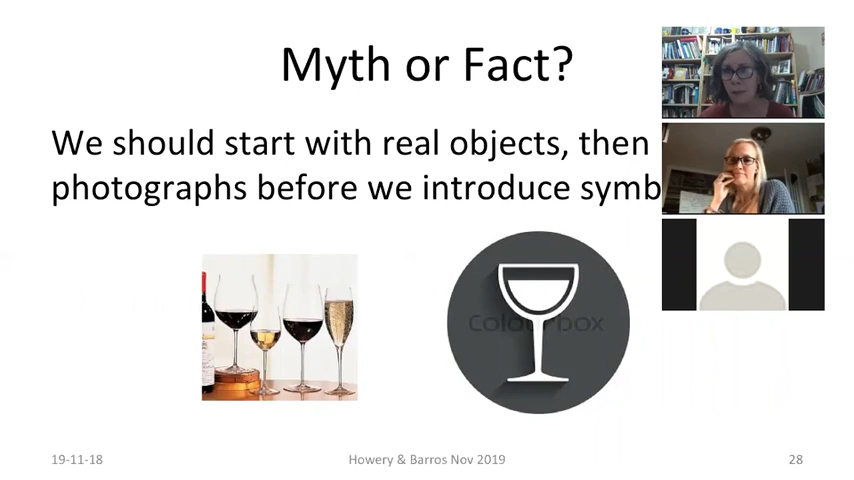 Myth or Fact?
We should start with real objects, then
photographs before we introduce symb
Colourbox
19-11-18
Howery & Barros Nov 2019
28